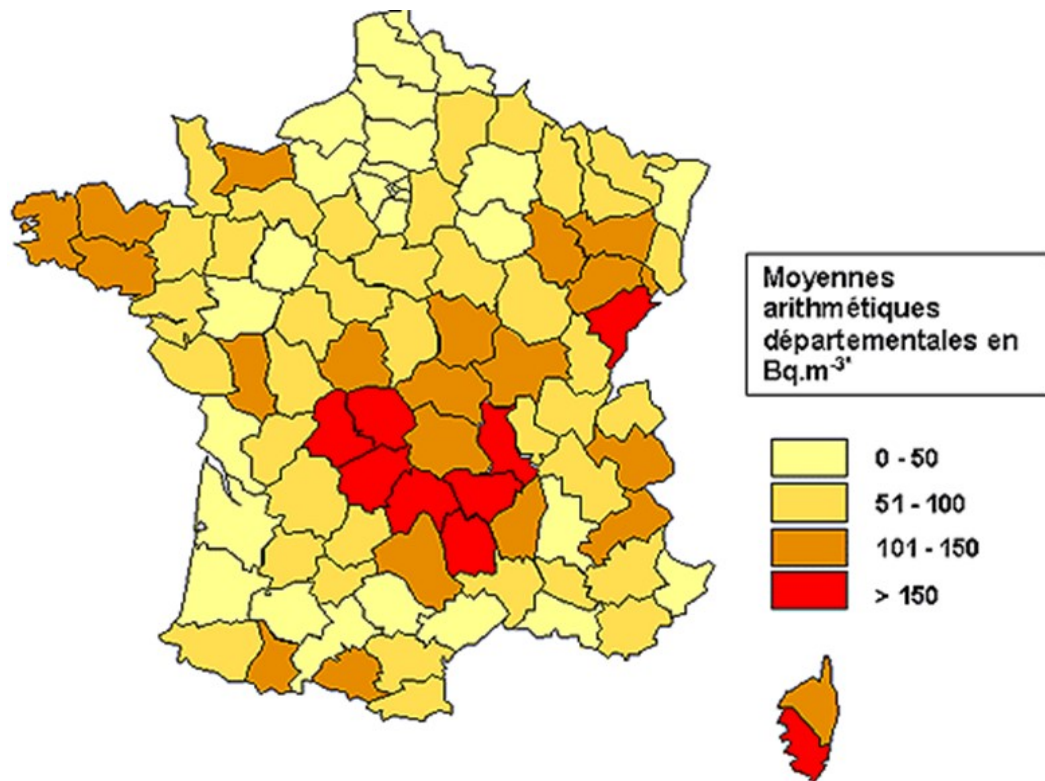 Moyennes
arithmétiques
départementales en
Bq.m-3*
0 - 50
51 - 100
101 - 150
> 150